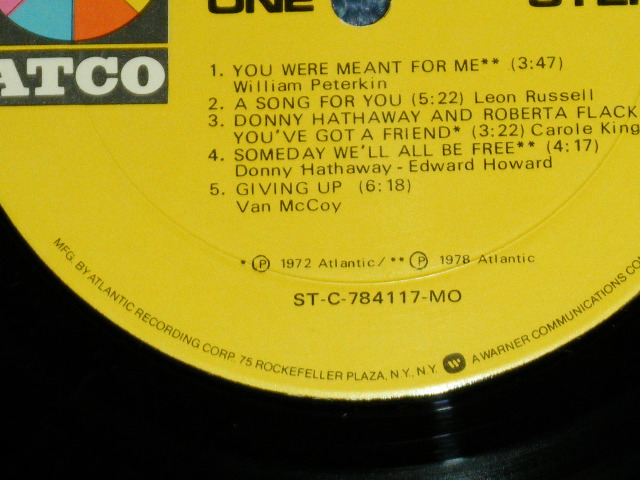 ONE
ATCO
1. YOU WERE MEANT FOR ME** (3:47)
William Peterkin
2. A SONG FOR YOU (5:22) Leon Russell
3. DONNY HATHAWAY AND ROBERTA FLACK
YOU'VE GOT A FRIEND* (3:22) Carole King
4. SOMEDAY WE'LL ALL BE FREE** (4:17)
Donny Hathaway - Edward Howard
5. GIVING UP (6:18)
Van McCoy
* Ⓟ 1972 Atlantic/ ** Ⓟ 1978 Atlantic
ST-C-784117-MO
MFG. BY ATLANTIC RECORDING CORP. 75 ROCKEFELLER PLAZA, N.Y., N.Y. A WARNER COMMUNICATIONS CO